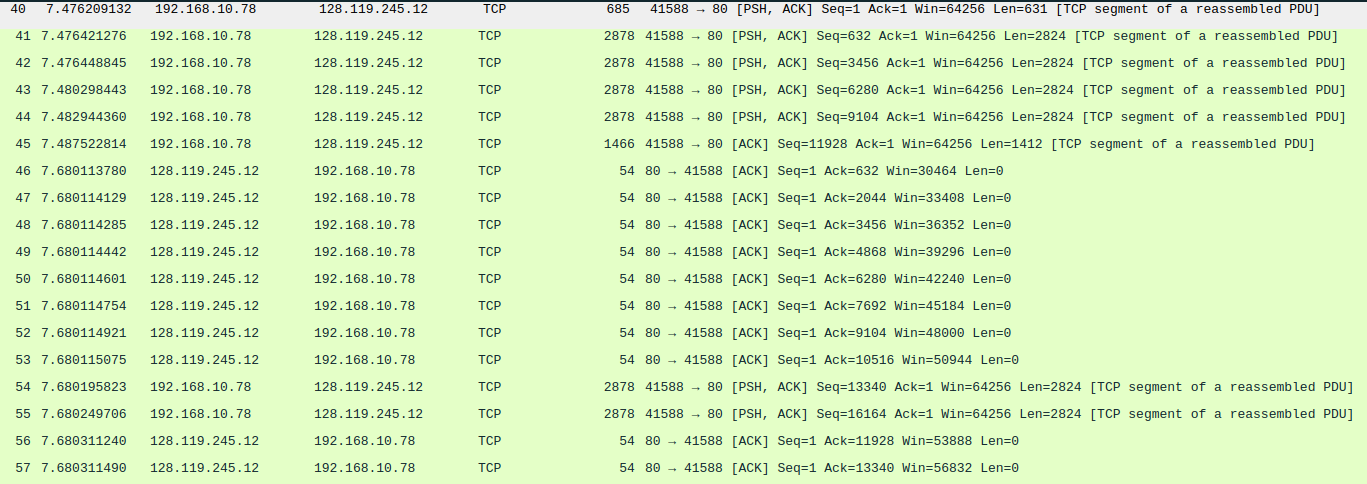 40 7.476209132 192.168.10.78 128.119.245.12 TCP 685 41588 → 80 [PSH, ACK] Seq=1 Ack=1 Win=64256 Len=631 [TCP segment of a reassembled PDU]
41 7.476421276 192.168.10.78 128.119.245.12 TCP 2878 41588 → 80 [PSH, ACK] Seq=632 Ack=1 Win=64256 Len=2824 [TCP segment of a reassembled PDU]
42 7.476448845 192.168.10.78 128.119.245.12 TCP 2878 41588 → 80 [PSH, ACK] Seq=3456 Ack=1 Win=64256 Len=2824 [TCP segment of a reassembled PDU]
43 7.480298443 192.168.10.78 128.119.245.12 TCP 2878 41588 → 80 [PSH, ACK] Seq=6280 Ack=1 Win=64256 Len=2824 [TCP segment of a reassembled PDU]
44 7.482944360 192.168.10.78 128.119.245.12 TCP 2878 41588 → 80 [PSH, ACK] Seq=9104 Ack=1 Win=64256 Len=2824 [TCP segment of a reassembled PDU]
45 7.487522814 192.168.10.78 128.119.245.12 TCP 1466 41588 → 80 [ACK] Seq=11928 Ack=1 Win=64256 Len=1412 [TCP segment of a reassembled PDU]
46 7.680113780 128.119.245.12 192.168.10.78 TCP 54 80 → 41588 [ACK] Seq=1 Ack=632 Win=30464 Len=0
47 7.680114129 128.119.245.12 192.168.10.78 TCP 54 80 → 41588 [ACK] Seq=1 Ack=2044 Win=33408 Len=0
48 7.680114285 128.119.245.12 192.168.10.78 TCP 54 80 → 41588 [ACK] Seq=1 Ack=3456 Win=36352 Len=0
49 7.680114442 128.119.245.12 192.168.10.78 TCP 54 80 → 41588 [ACK] Seq=1 Ack=4868 Win=39296 Len=0
50 7.680114601 128.119.245.12 192.168.10.78 TCP 54 80 → 41588 [ACK] Seq=1 Ack=6280 Win=42240 Len=0
51 7.680114754 128.119.245.12 192.168.10.78 TCP 54 80 → 41588 [ACK] Seq=1 Ack=7692 Win=45184 Len=0
52 7.680114921 128.119.245.12 192.168.10.78 TCP 54 80 → 41588 [ACK] Seq=1 Ack=9104 Win=48000 Len=0
53 7.680115075 128.119.245.12 192.168.10.78 TCP 54 80 → 41588 [ACK] Seq=1 Ack=10516 Win=50944 Len=0
54 7.680195823 192.168.10.78 128.119.245.12 TCP 2878 41588 → 80 [PSH, ACK] Seq=13340 Ack=1 Win=64256 Len=2824 [TCP segment of a reassembled PDU]
55 7.680249706 192.168.10.78 128.119.245.12 TCP 2878 41588 → 80 [PSH, ACK] Seq=16164 Ack=1 Win=64256 Len=2824 [TCP segment of a reassembled PDU]
56 7.680311240 128.119.245.12 192.168.10.78 TCP 54 80 → 41588 [ACK] Seq=1 Ack=11928 Win=53888 Len=0
57 7.680311490 128.119.245.12 192.168.10.78 TCP 54 80 → 41588 [ACK] Seq=1 Ack=13340 Win=56832 Len=0